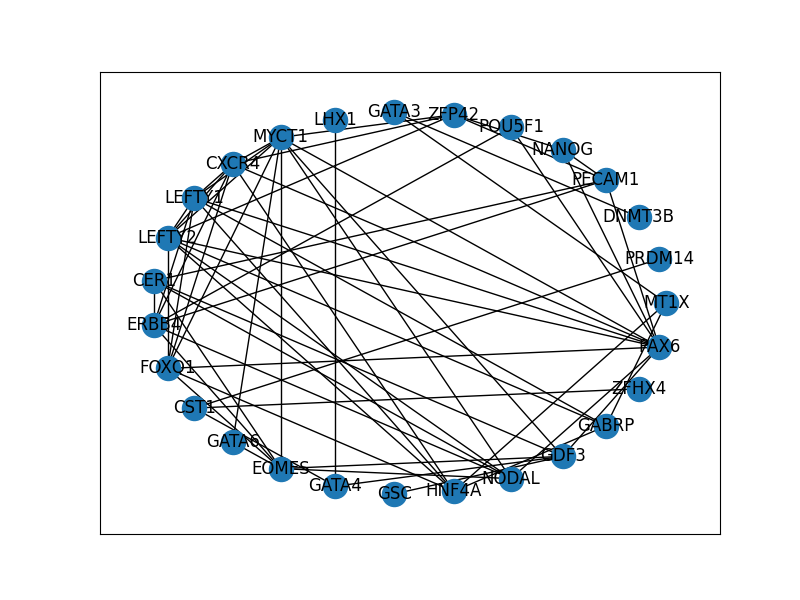 GATA3
ZFP42
LHX1
POU5F1
MYCT1
NANOG
CXCR4
PECAM1
LEFTY1
DNMT3B
LEFTY2
PRDM14
CER1
MT1X
ERBB4
PAX6
FOXO1
ZFHX4
CST1
GABRP
GATA6
GDF3
EOMES
NODAL
GATA4
HNF4A
GSC